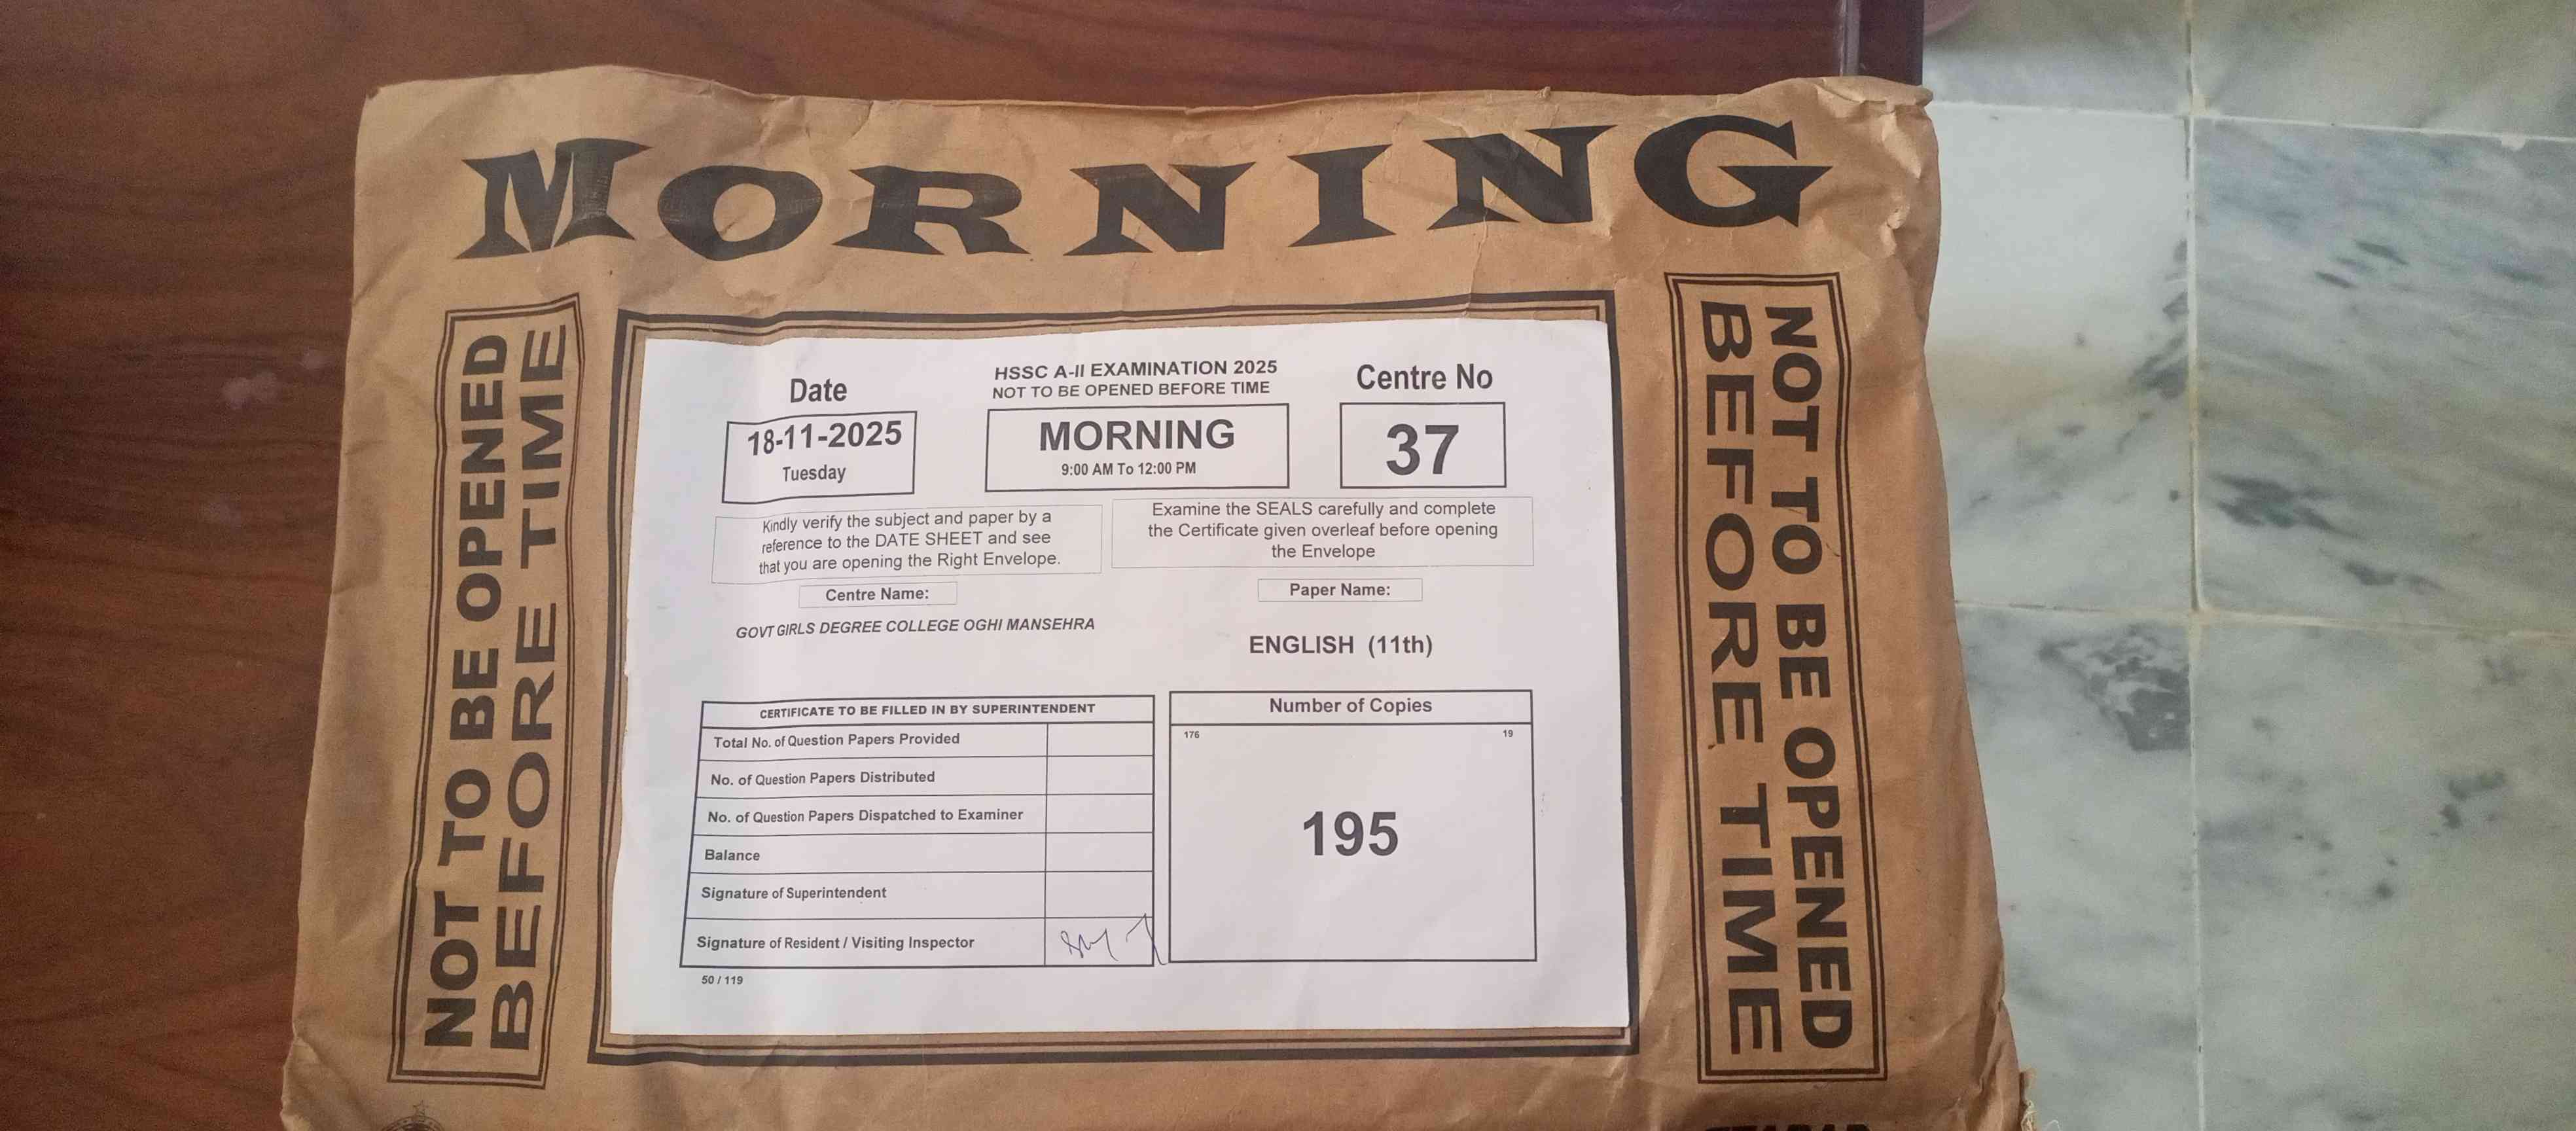 MORNING
NOT TO BE OPENED
BEFORE TIME
NOT TO BE OPENED
BEFORE TIME
HSSC A-II EXAMINATION 2025
NOT TO BE OPENED BEFORE TIME
Date
18-11-2025
Tuesday
MORNING
9:00 AM To 12:00 PM
Centre No
37
Kindly verify the subject and paper by a
reference to the DATE SHEET and see
that you are opening the Right Envelope.
Examine the SEALS carefully and complete
the Certificate given overleaf before opening
the Envelope
Centre Name:
GOVT GIRLS DEGREE COLLEGE OGHI MANSEHRA
Paper Name:
ENGLISH (11th)
CERTIFICATE TO BE FILLED IN BY SUPERINTENDENT
Total No. of Question Papers Provided
No. of Question Papers Distributed
No. of Question Papers Dispatched to Examiner
Balance
Signature of Superintendent
Signature of Resident / Visiting Inspector
Number of Copies
176 19
195
50 / 119